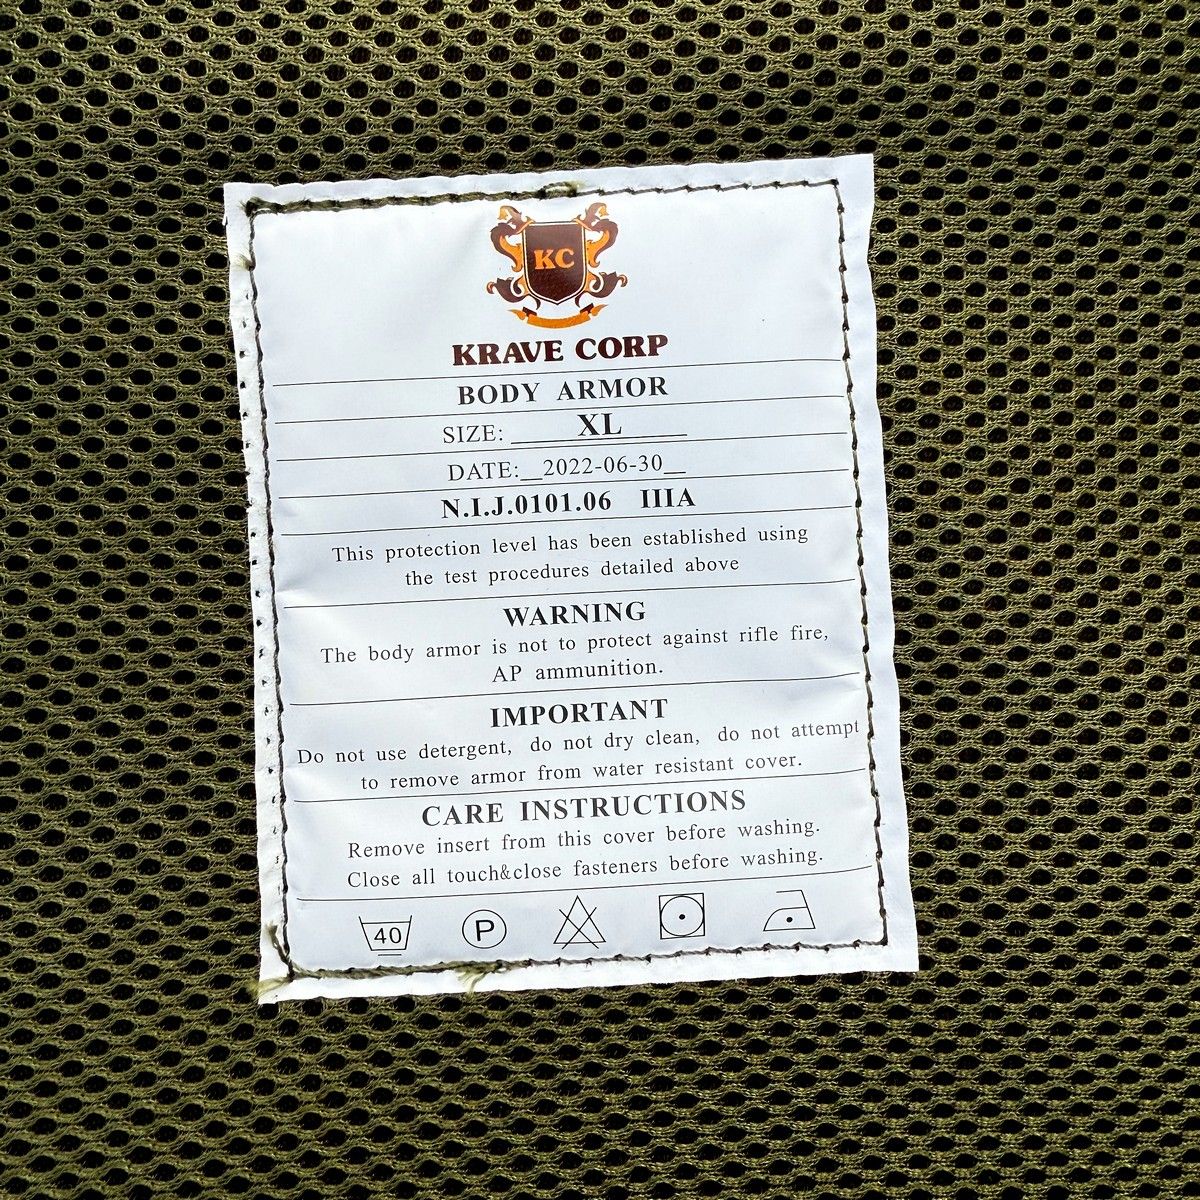 KC
KRAVE CORP
BODY ARMOR
SIZE: XL
DATE:__2022-06-30__
N.I.J.0101.06 IIIA
This protection level has been established using
the test procedures detailed above
WARNING
The body armor is not to protect against rifle fire,
AP ammunition.
IMPORTANT
Do not use detergent, do not dry clean, do not attempt
to remove armor from water resistant cover.
CARE INSTRUCTIONS
Remove insert from this cover before washing.
Close all touch&close fasteners before washing.
40 P